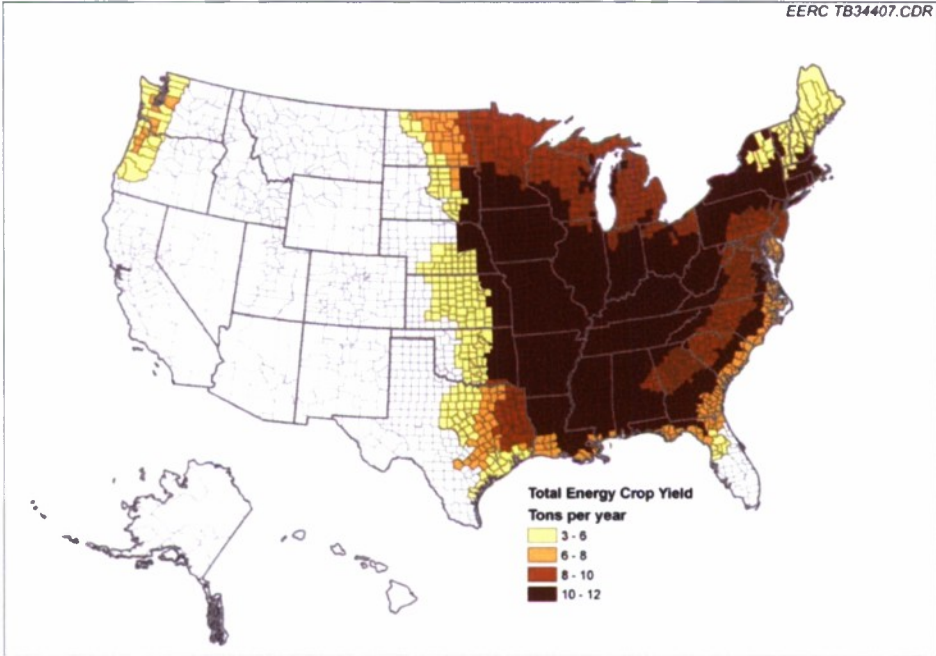 EERC TB34407.CDR
Total Energy Crop Yield
Tons per year
3 - 6
6 - 8
8 - 10
10 - 12